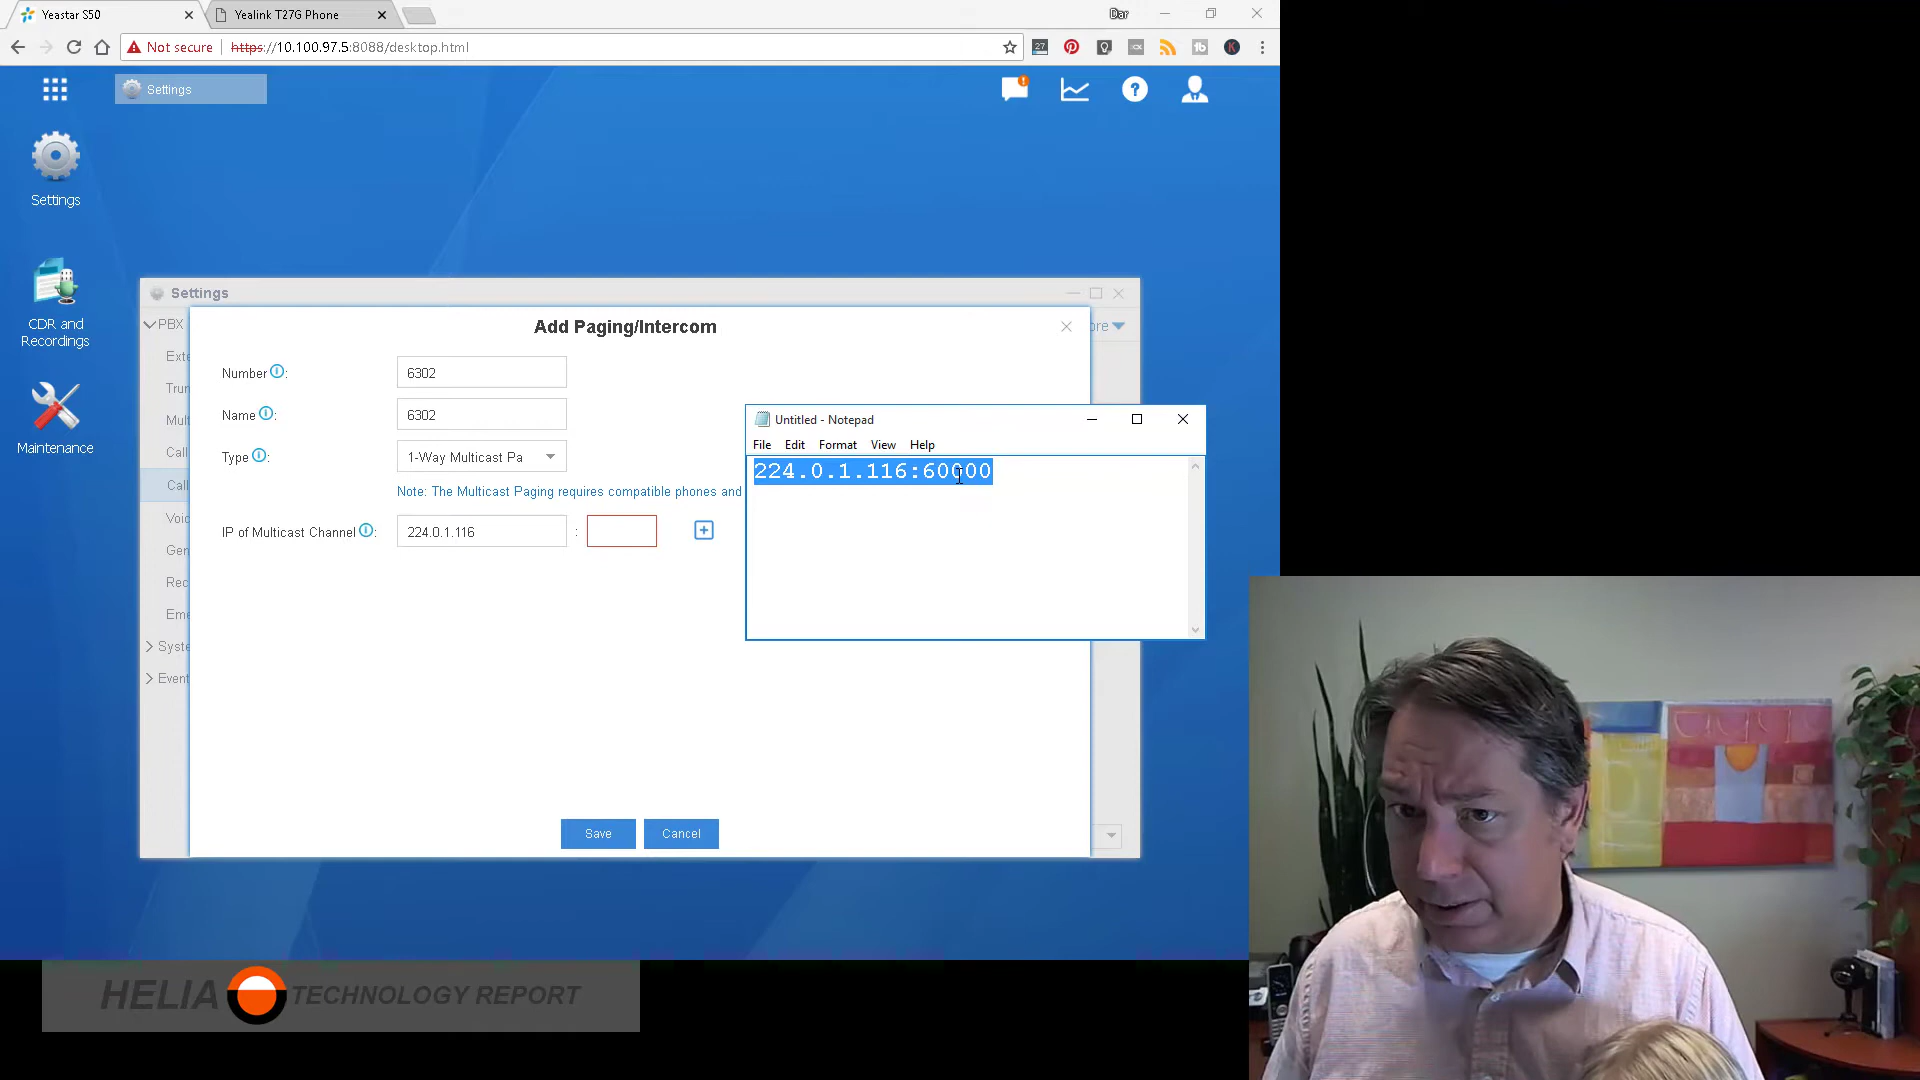 Yeastar S50
Yealink T27G Phone
Dar
Not secure
https://10.100.97.5:8088/desktop.html
27
Settings
Settings
CDR and
Recordings
Maintenance
Settings
PBX
Add Paging/Intercom
Number
:
6302
Name
:
6302
Type
:
1-Way Multicast Pa
Note: The Multicast Paging requires compatible phones and
IP of Multicast Channel
:
224.0.1.116
:
Save
Cancel
Untitled - Notepad
File
Edit
Format
View
Help
224.0.1.116:60000
HELIA TECHNOLOGY REPORT